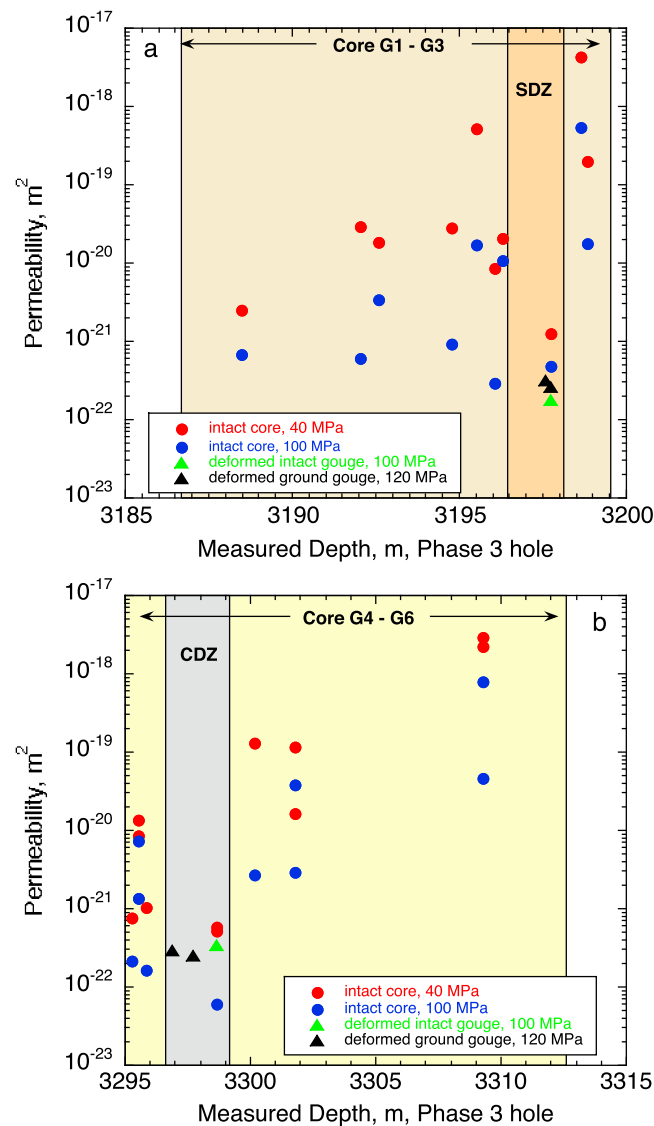 10⁻¹⁷
a
Core G1 - G3
SDZ
10⁻¹⁸
10⁻¹⁹
10⁻²⁰
10⁻²¹
10⁻²²
10⁻²³
Permeability, m²
intact core, 40 MPa
intact core, 100 MPa
deformed intact gouge, 100 MPa
deformed ground gouge, 120 MPa
3185 3190 3195 3200
Measured Depth, m, Phase 3 hole
10⁻¹⁷
Core G4 - G6
b
CDZ
10⁻¹⁸
10⁻¹⁹
10⁻²⁰
10⁻²¹
10⁻²²
10⁻²³
Permeability, m²
intact core, 40 MPa
intact core, 100 MPa
deformed intact gouge, 100 MPa
deformed ground gouge, 120 MPa
3295 3300 3305 3310 3315
Measured Depth, m, Phase 3 hole